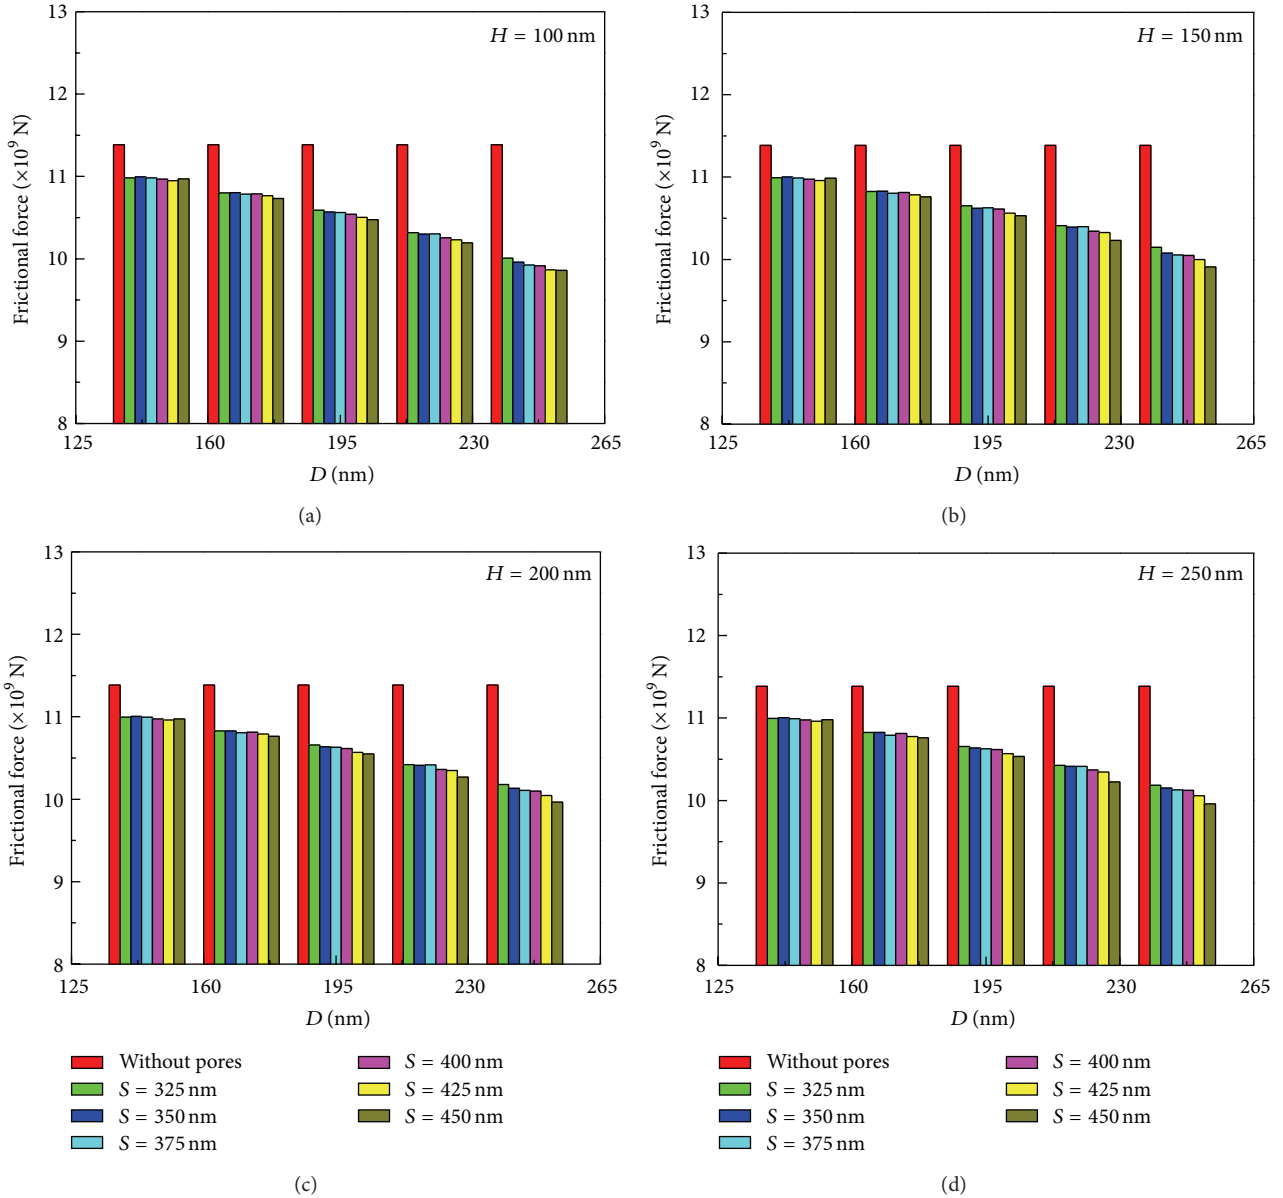 13
12
11
10
9
8
Frictional force (×10⁹ N)
H = 100 nm
125 160 195 230 265
D (nm)
(a)
13
12
11
10
9
8
Frictional force (×10⁹ N)
H = 150 nm
125 160 195 230 265
D (nm)
(b)
13
12
11
10
9
8
Frictional force (×10⁹ N)
H = 200 nm
125 160 195 230 265
D (nm)
Without pores
S = 325 nm
S = 350 nm
S = 375 nm
S = 400 nm
S = 425 nm
S = 450 nm
(c)
13
12
11
10
9
8
Frictional force (×10⁹ N)
H = 250 nm
125 160 195 230 265
D (nm)
Without pores
S = 325 nm
S = 350 nm
S = 375 nm
S = 400 nm
S = 425 nm
S = 450 nm
(d)